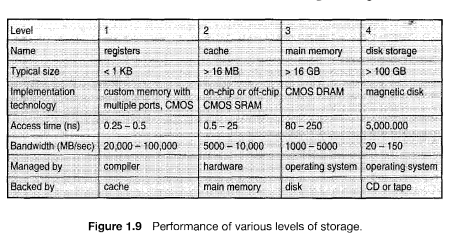 Level 1 2 3 4
Name registers cache main memory disk storage
Typical size < 1 KB > 16 MB > 16 GB > 100 GB
Implementation technology custom memory with multiple ports, CMOS on-chip or off-chip CMOS SRAM CMOS DRAM magnetic disk
Access time (ns) 0.25 – 0.5 0.5 – 25 80 – 250 5,000.000
Bandwidth (MB/sec) 20,000 – 100,000 5000 – 10,000 1000 – 5000 20 – 150
Managed by compiler hardware operating system operating system
Backed by cache main memory disk CD or tape
Figure 1.9 Performance of various levels of storage.